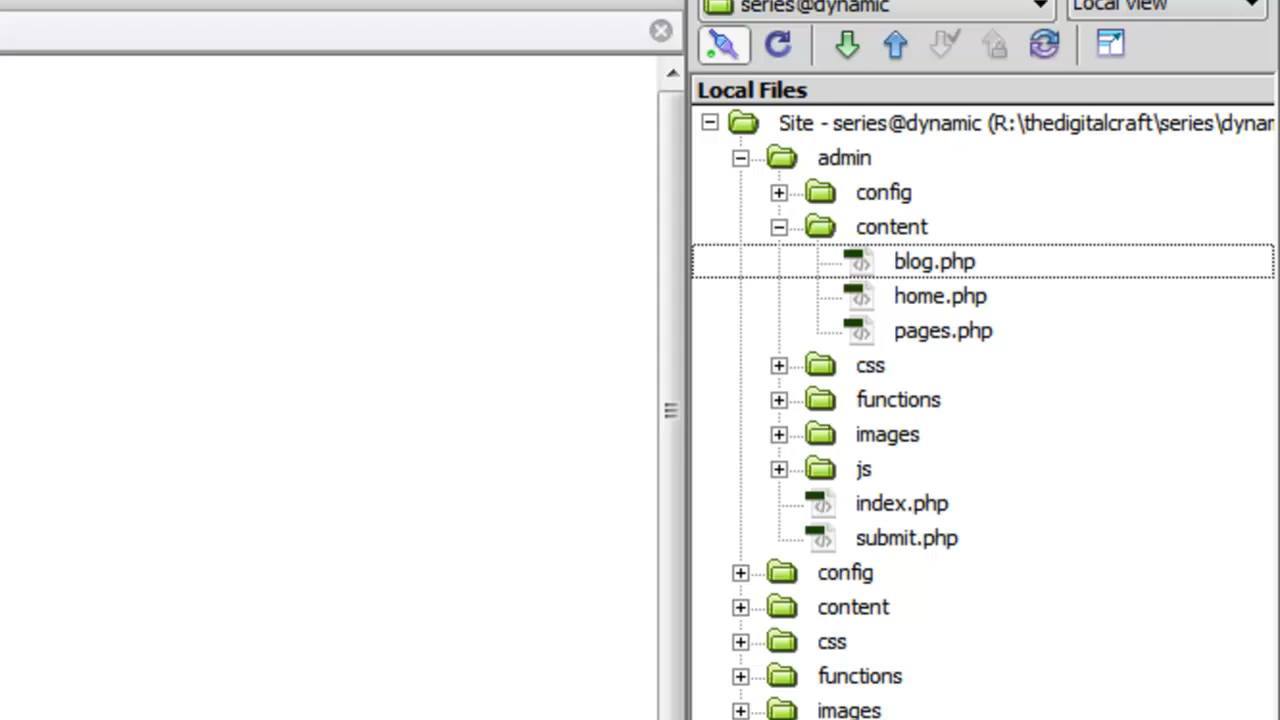 series@dynamic
Local view
Local Files
Site - series@dynamic (R:\thedigitalcraft\series\dynar
admin
config
content
blog.php
home.php
pages.php
css
functions
images
js
index.php
submit.php
config
content
css
functions
images